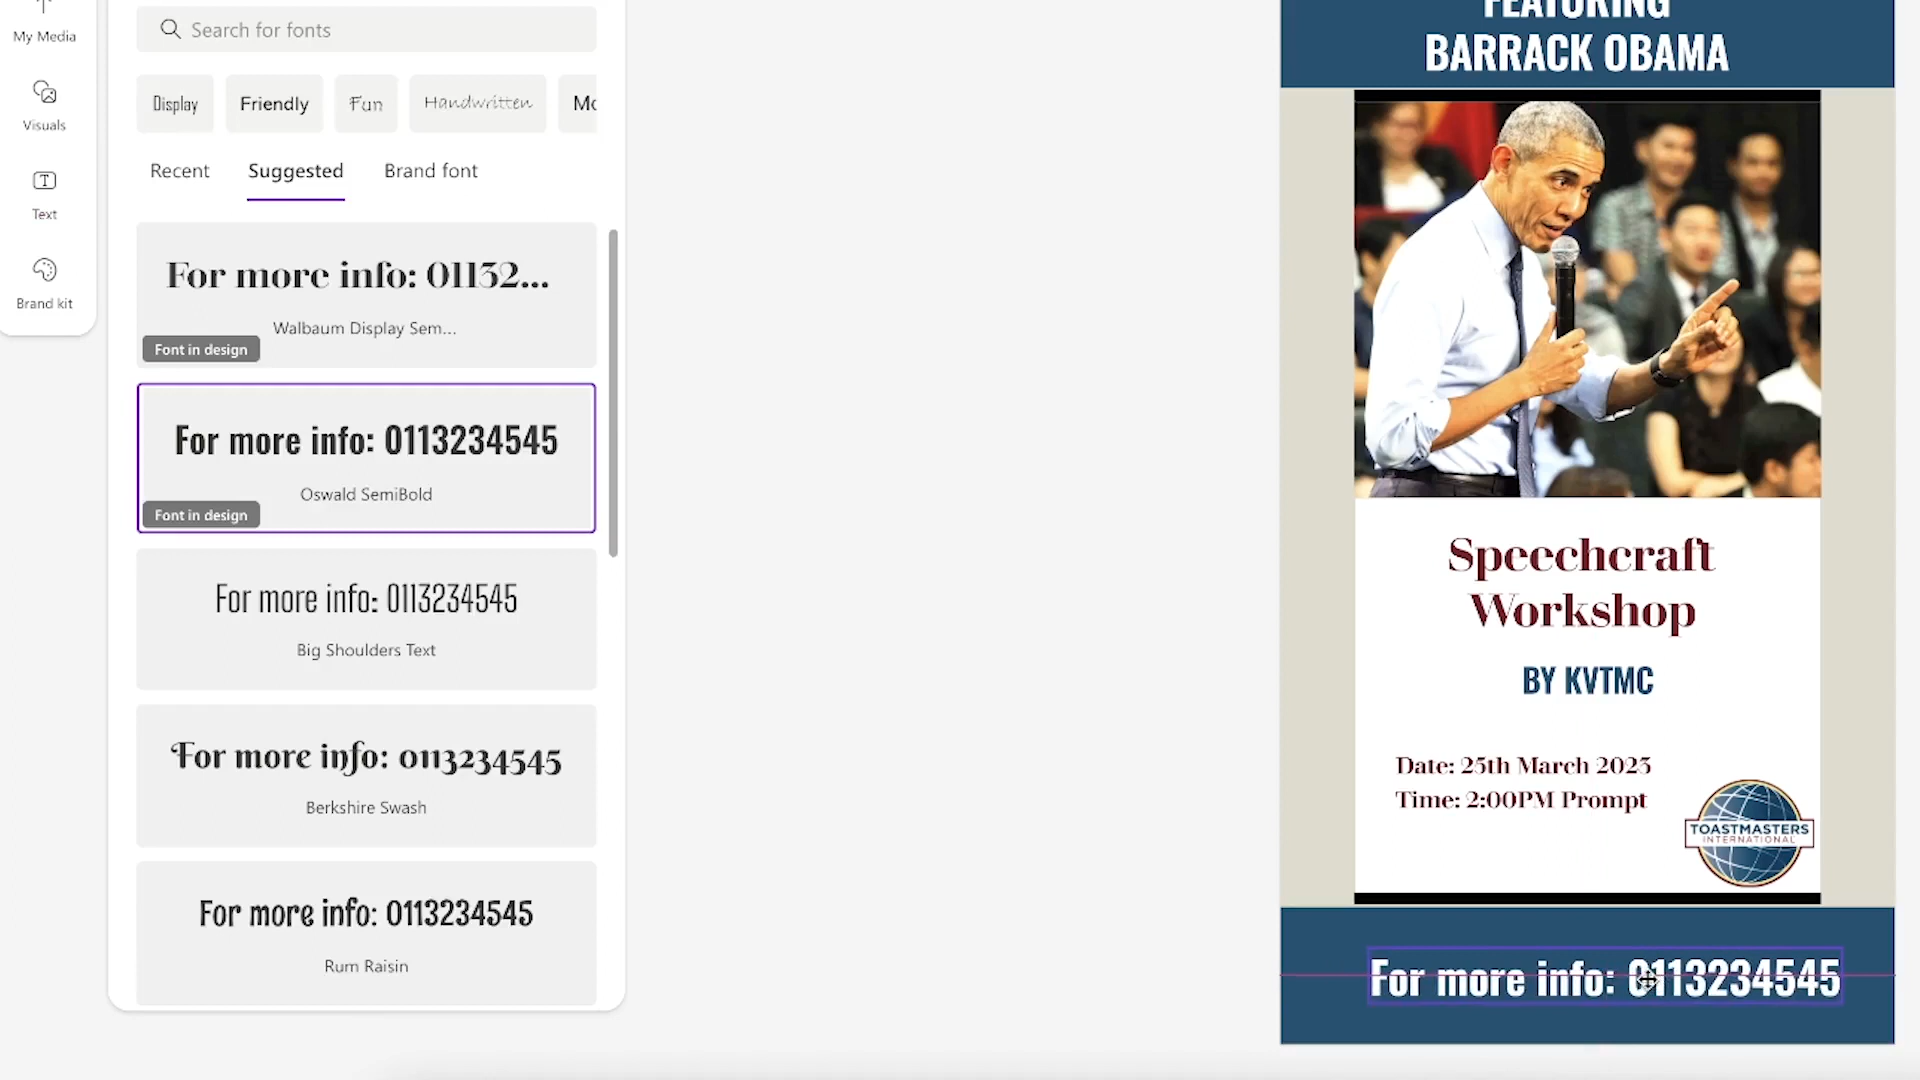 My Media
Visuals
Text
Brand kit
Search for fonts
Display
Friendly
Fun
Handwritten
Mo
Recent
Suggested
Brand font
For more info: 01132...
Walbaum Display Sem...
Font in design
For more info: 0113234545
Oswald SemiBold
Font in design
For more info: 0113234545
Big Shoulders Text
For more info: 0113234545
Berkshire Swash
For more info: 0113234545
Rum Raisin
FEATURING
BARRACK OBAMA
Speechcraft
Workshop
BY KVTMC
Date: 25th March 2023
Time: 2:00PM Prompt
TOASTMASTERS
INTERNATIONAL
For more info: 0113234545